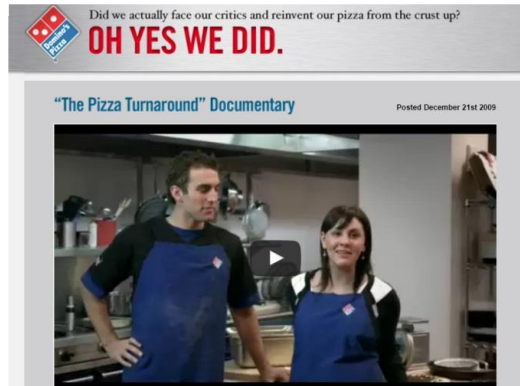 Did we actually face our critics and reinvent our pizza from the crust up?
OH YES WE DID.
Domino's
Pizza
“The Pizza Turnaround” Documentary
Posted December 21st 2009